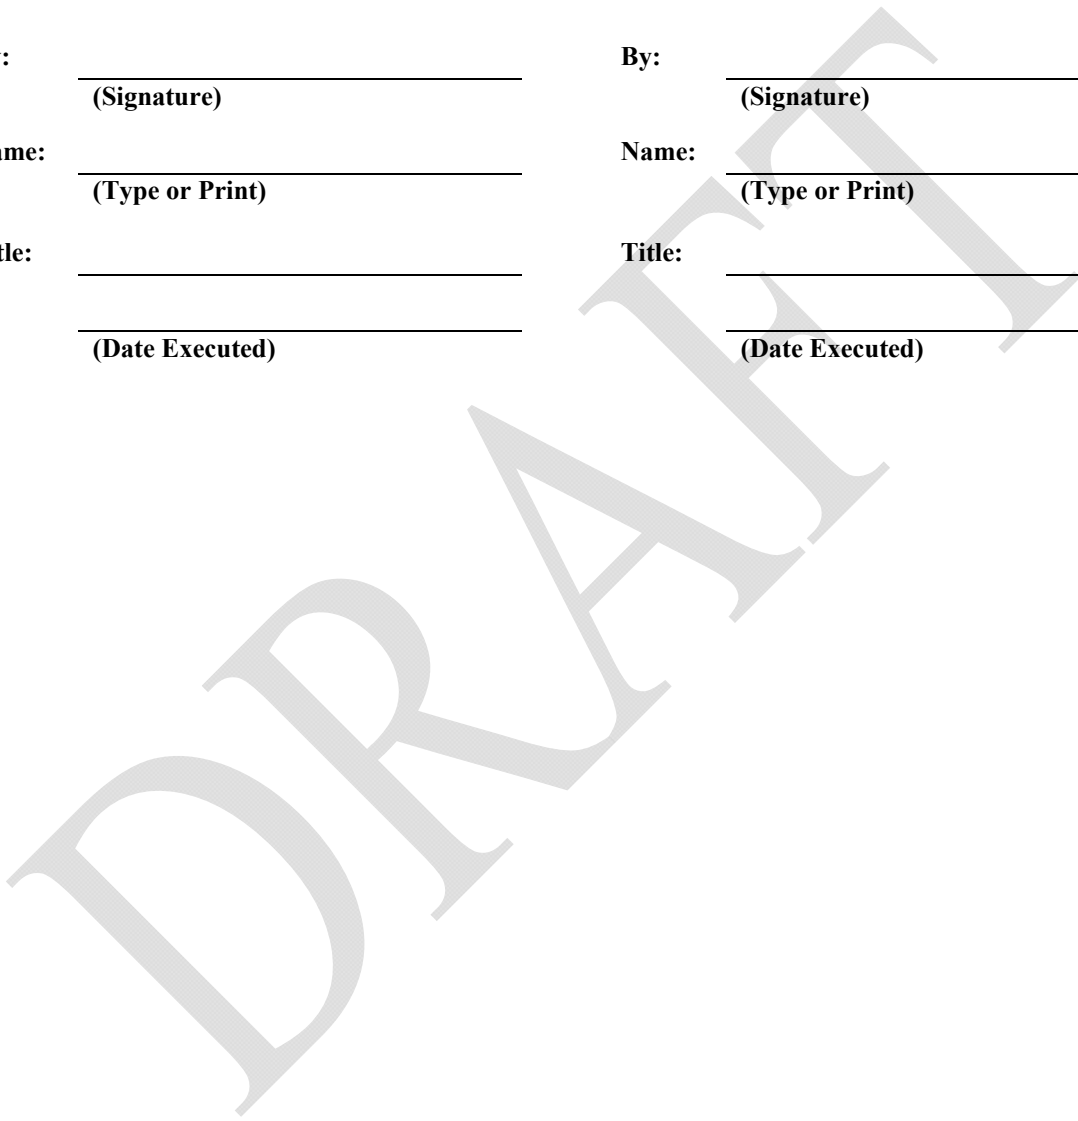 : By:
(Signature) (Signature)
ame: Name:
(Type or Print) (Type or Print)
tle: Title:
(Date Executed) (Date Executed)
DRAFT